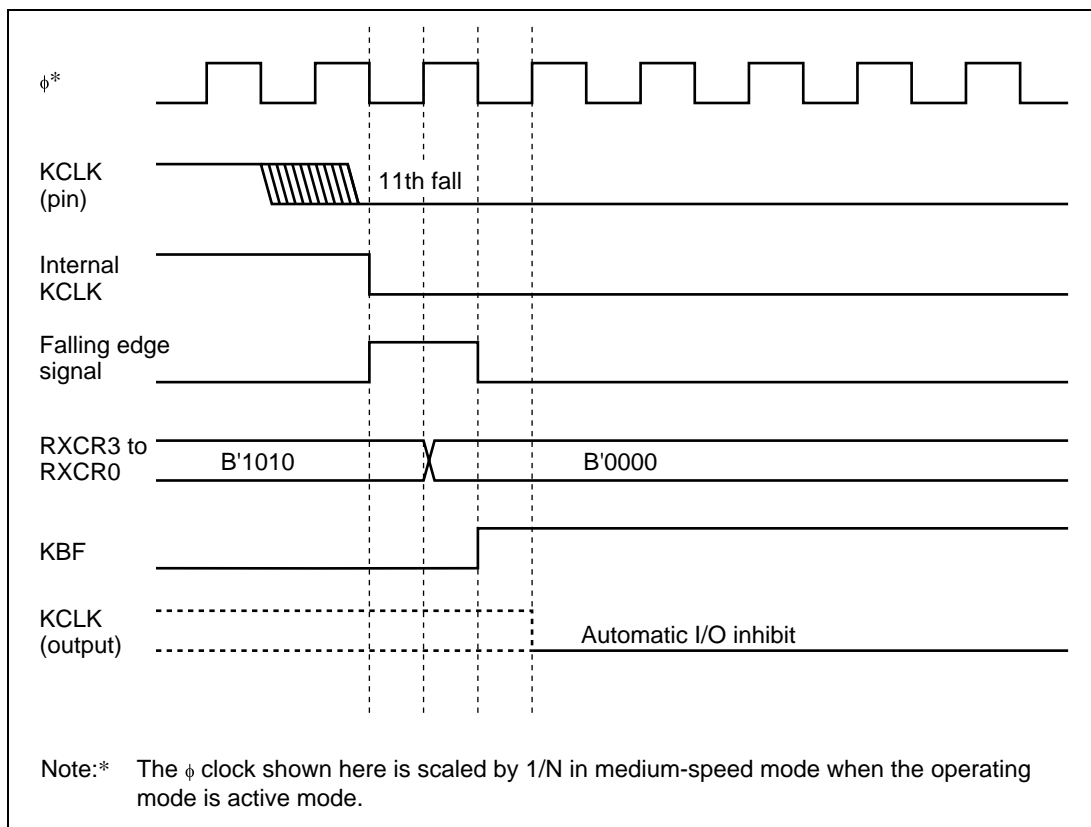 ϕ*
KCLK
(pin)
11th fall
Internal
KCLK
Falling edge
signal
RXCR3 to
RXCR0
B'1010
B'0000
KBF
KCLK
(output)
Automatic I/O inhibit
Note:* The ϕ clock shown here is scaled by 1/N in medium-speed mode when the operating
mode is active mode.